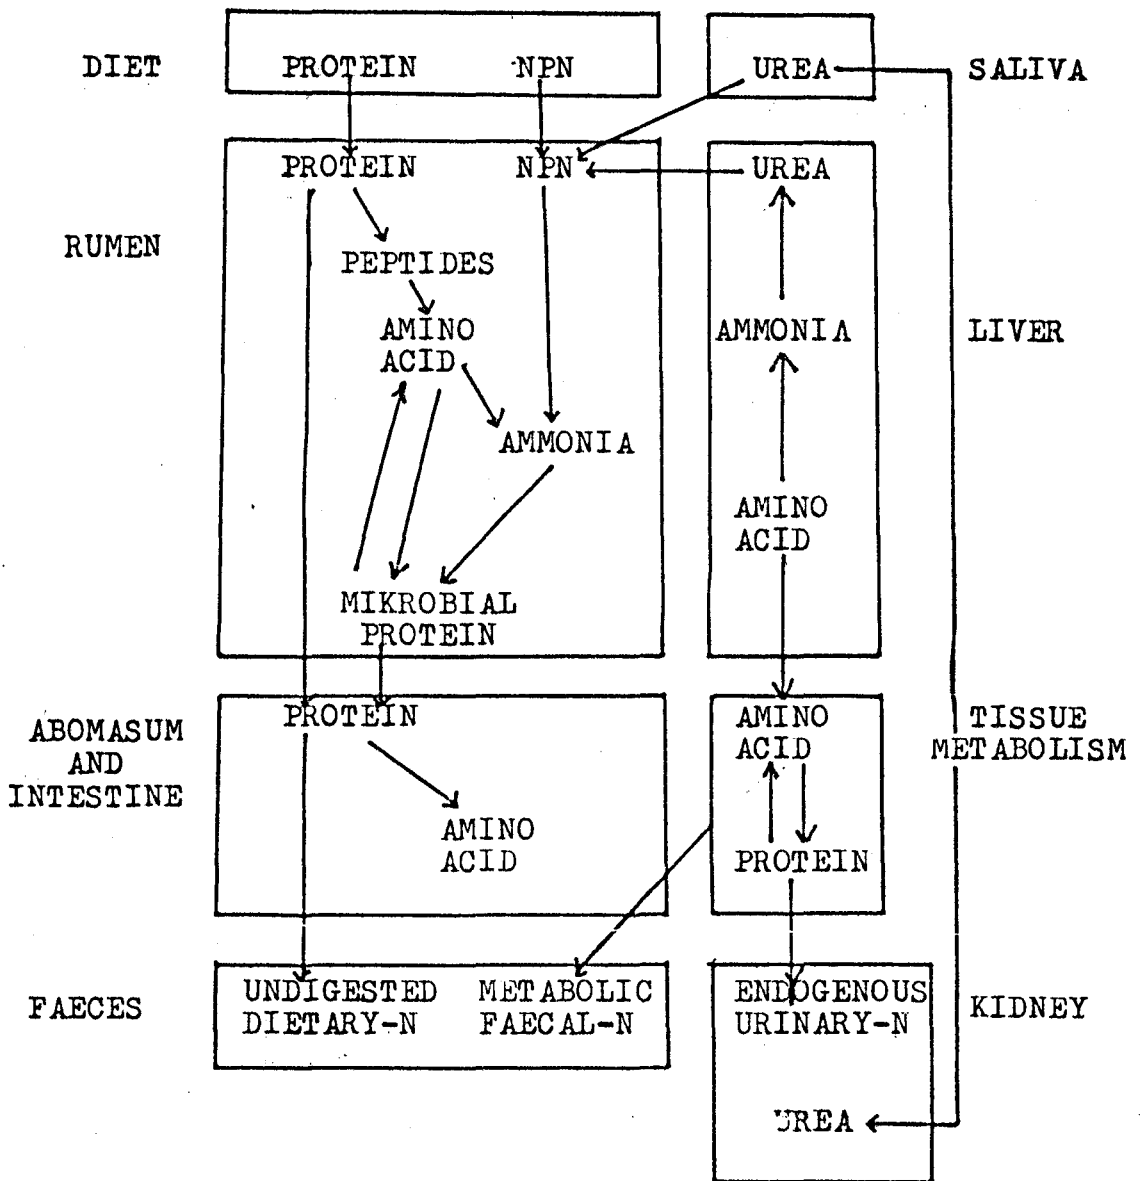 DIET
PROTEIN
NPN
UREA
SALIVA
PROTEIN
NPN
UREA
RUMEN
PEPTIDES
AMINO
ACID
AMMONIA
LIVER
AMMONIA
AMINO
ACID
MIKROBIAL
PROTEIN
ABOMASUM
AND
INTESTINE
PROTEIN
AMINO
ACID
AMINO
ACID
PROTEIN
TISSUE
METABOLISM
FAECES
UNDIGESTED
DIETARY-N
METABOLIC
FAECAL-N
ENDOGENOUS
URINARY-N
KIDNEY
UREA